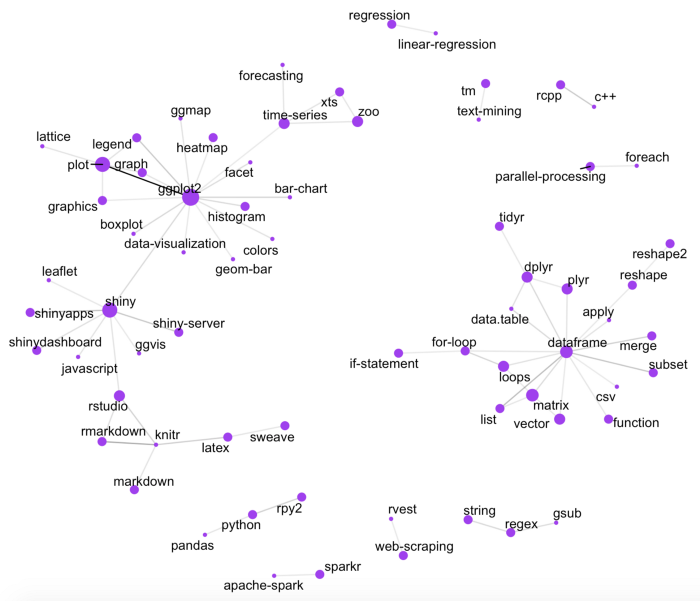 regression
linear-regression
forecasting
xts
tm
rcpp
c++
ggmap
time-series
zoo
text-mining
lattice
legend
heatmap
plot
graph
facet
foreach
parallel-processing
ggplot2
bar-chart
graphics
histogram
tidyr
boxplot
data-visualization
colors
reshape2
geom-bar
leaflet
dplyr
plyr
reshape
shiny
shinyapps
shiny-server
data.table
apply
shinydashboard
ggvis
for-loop
dataframe
merge
javascript
if-statement
subset
loops
rstudio
csv
list
matrix
vector
function
rmarkdown
knitr
latex
sweave
markdown
rpy2
python
pandas
rvest
string
regex
gsub
web-scraping
sparkr
apache-spark